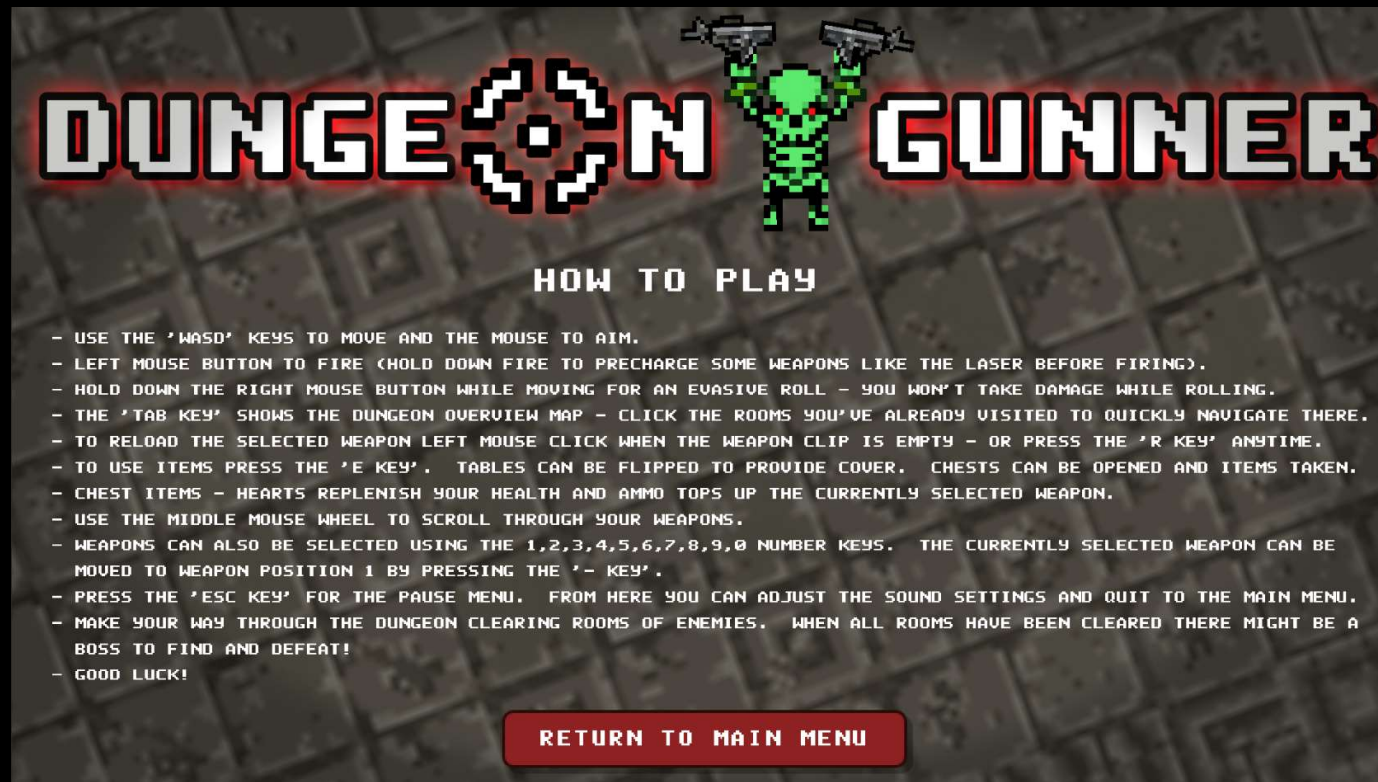 DUNGEON GUNNER
HOW TO PLAY
- USE THE 'WASD' KEYS TO MOVE AND THE MOUSE TO AIM.
- LEFT MOUSE BUTTON TO FIRE (HOLD DOWN FIRE TO PRECHARGE SOME WEAPONS LIKE THE LASER BEFORE FIRING).
- HOLD DOWN THE RIGHT MOUSE BUTTON WHILE MOVING FOR AN EVASIVE ROLL - YOU WON'T TAKE DAMAGE WHILE ROLLING.
- THE 'TAB KEY' SHOWS THE DUNGEON OVERVIEW MAP - CLICK THE ROOMS YOU'VE ALREADY VISITED TO QUICKLY NAVIGATE THERE.
- TO RELOAD THE SELECTED WEAPON LEFT MOUSE CLICK WHEN THE WEAPON CLIP IS EMPTY - OR PRESS THE 'R KEY' ANYTIME.
- TO USE ITEMS PRESS THE 'E KEY'. TABLES CAN BE FLIPPED TO PROVIDE COVER. CHESTS CAN BE OPENED AND ITEMS TAKEN.
- CHEST ITEMS - HEARTS REPLENISH YOUR HEALTH AND AMMO TOPS UP THE CURRENTLY SELECTED WEAPON.
- USE THE MIDDLE MOUSE WHEEL TO SCROLL THROUGH YOUR WEAPONS.
- WEAPONS CAN ALSO BE SELECTED USING THE 1,2,3,4,5,6,7,8,9,0 NUMBER KEYS. THE CURRENTLY SELECTED WEAPON CAN BE
MOVED TO WEAPON POSITION 1 BY PRESSING THE '- KEY'.
- PRESS THE 'ESC KEY' FOR THE PAUSE MENU. FROM HERE YOU CAN ADJUST THE SOUND SETTINGS AND QUIT TO THE MAIN MENU.
- MAKE YOUR WAY THROUGH THE DUNGEON CLEARING ROOMS OF ENEMIES. WHEN ALL ROOMS HAVE BEEN CLEARED THERE MIGHT BE A
BOSS TO FIND AND DEFEAT!
- GOOD LUCK!
RETURN TO MAIN MENU